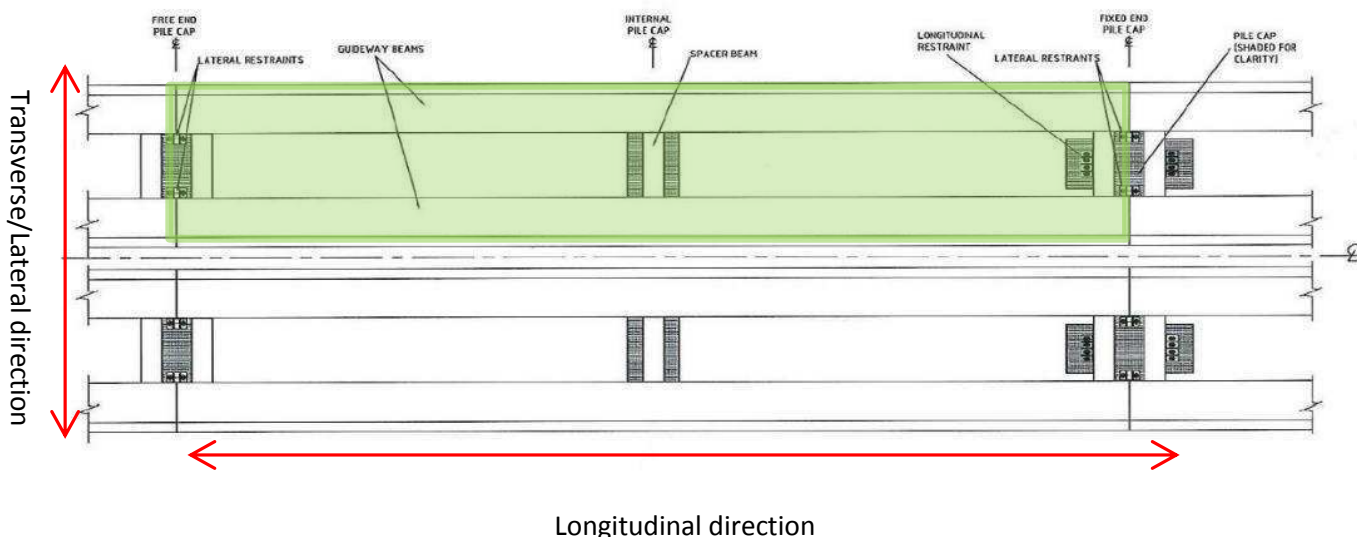 FREE END
PILE CAP
℄
INTERNAL
PILE CAP
℄
FIXED END
PILE CAP
℄
LATERAL RESTRAINTS
GUIDEWAY BEAMS
SPACER BEAM
LONGITUDINAL
RESTRAINT
LATERAL RESTRANTS
PILE CAP
(SHADED FOR
CLARITY)
Transverse/Lateral direction
℄
Longitudinal direction